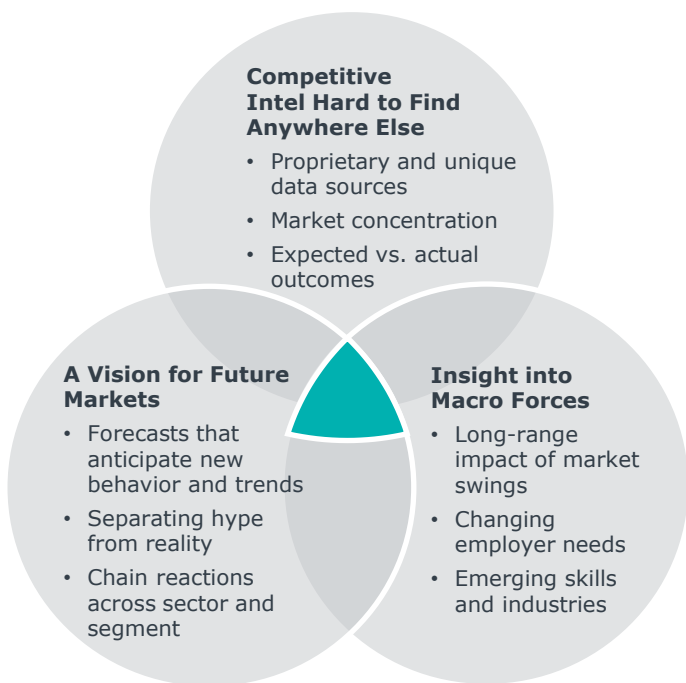 Competitive
Intel Hard to Find
Anywhere Else
• Proprietary and unique
data sources
• Market concentration
• Expected vs. actual
outcomes
A Vision for Future
Markets
• Forecasts that
anticipate new
behavior and trends
• Separating hype
from reality
• Chain reactions
across sector and
segment
Insight into
Macro Forces
• Long-range
impact of market
swings
• Changing
employer needs
• Emerging skills
and industries